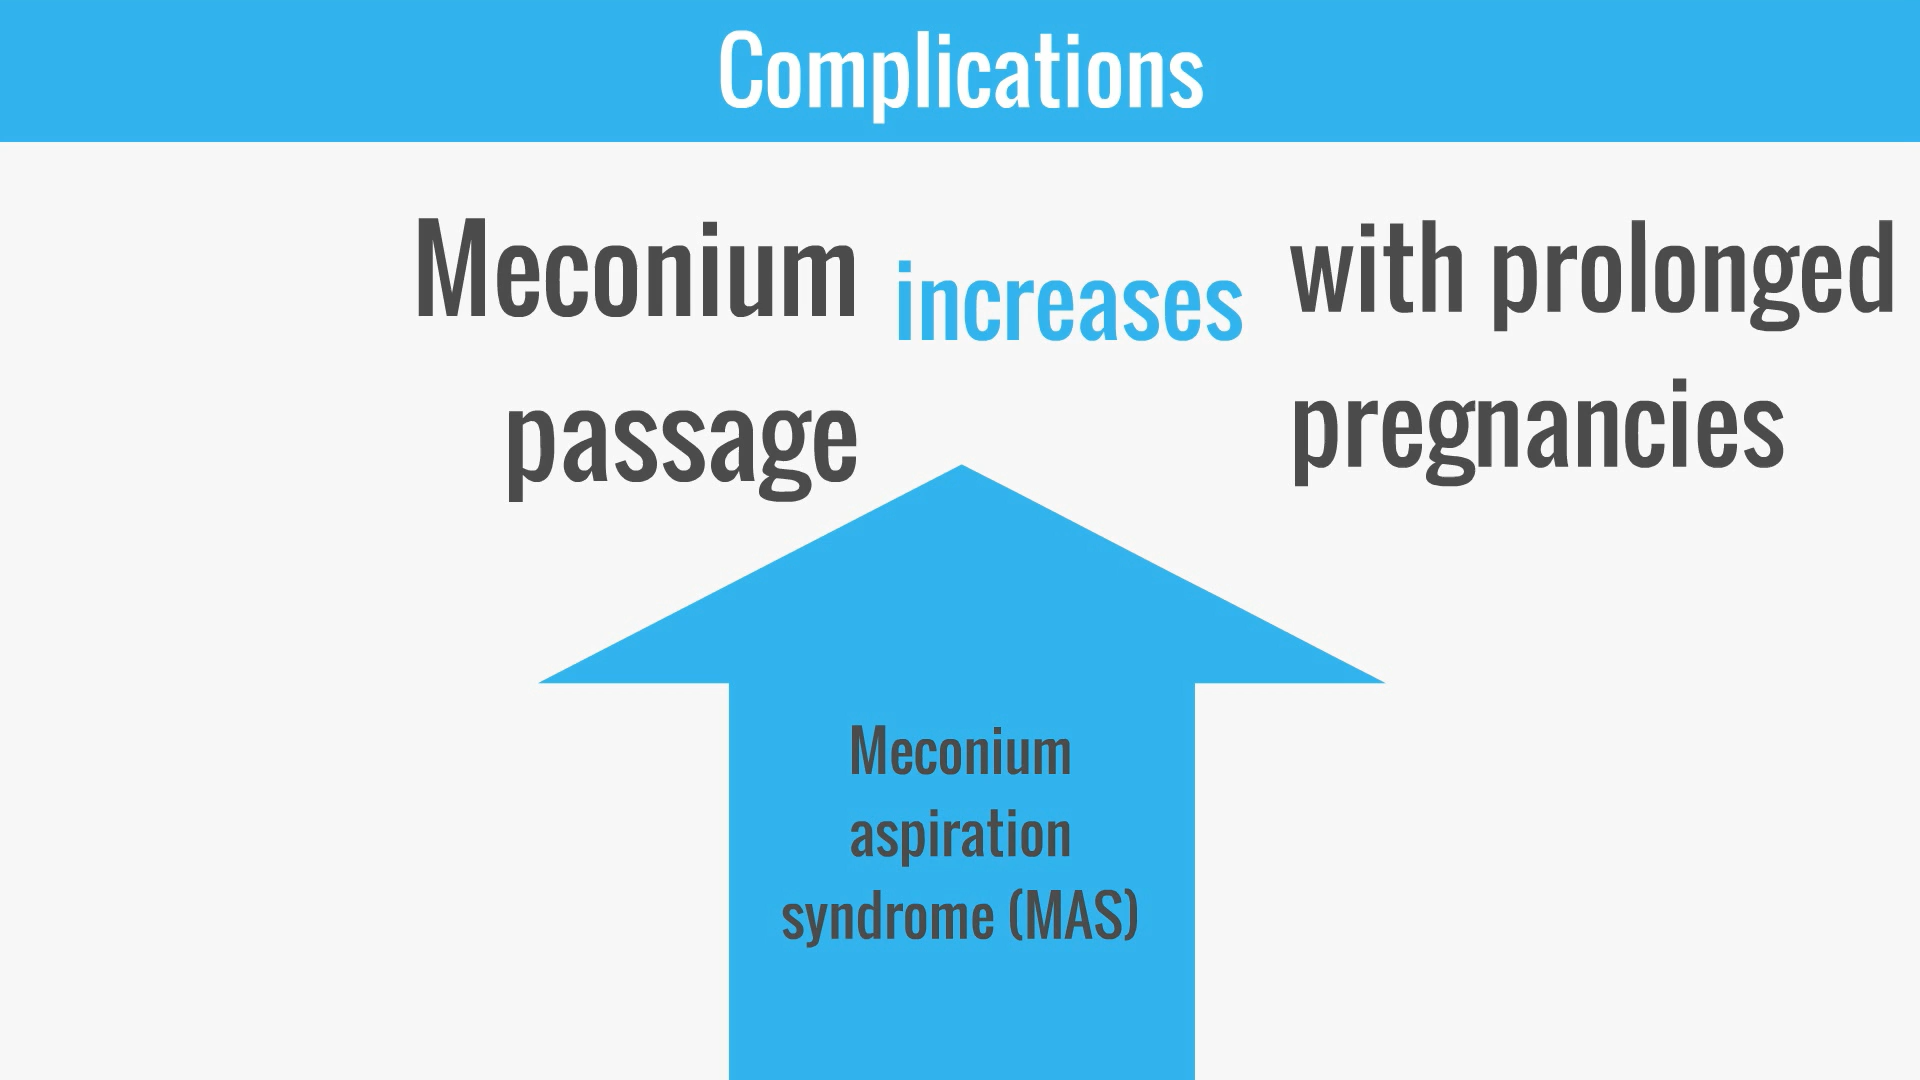 Complications
Meconium
passage
increases
with prolonged
pregnancies
Meconium
aspiration
syndrome (MAS)